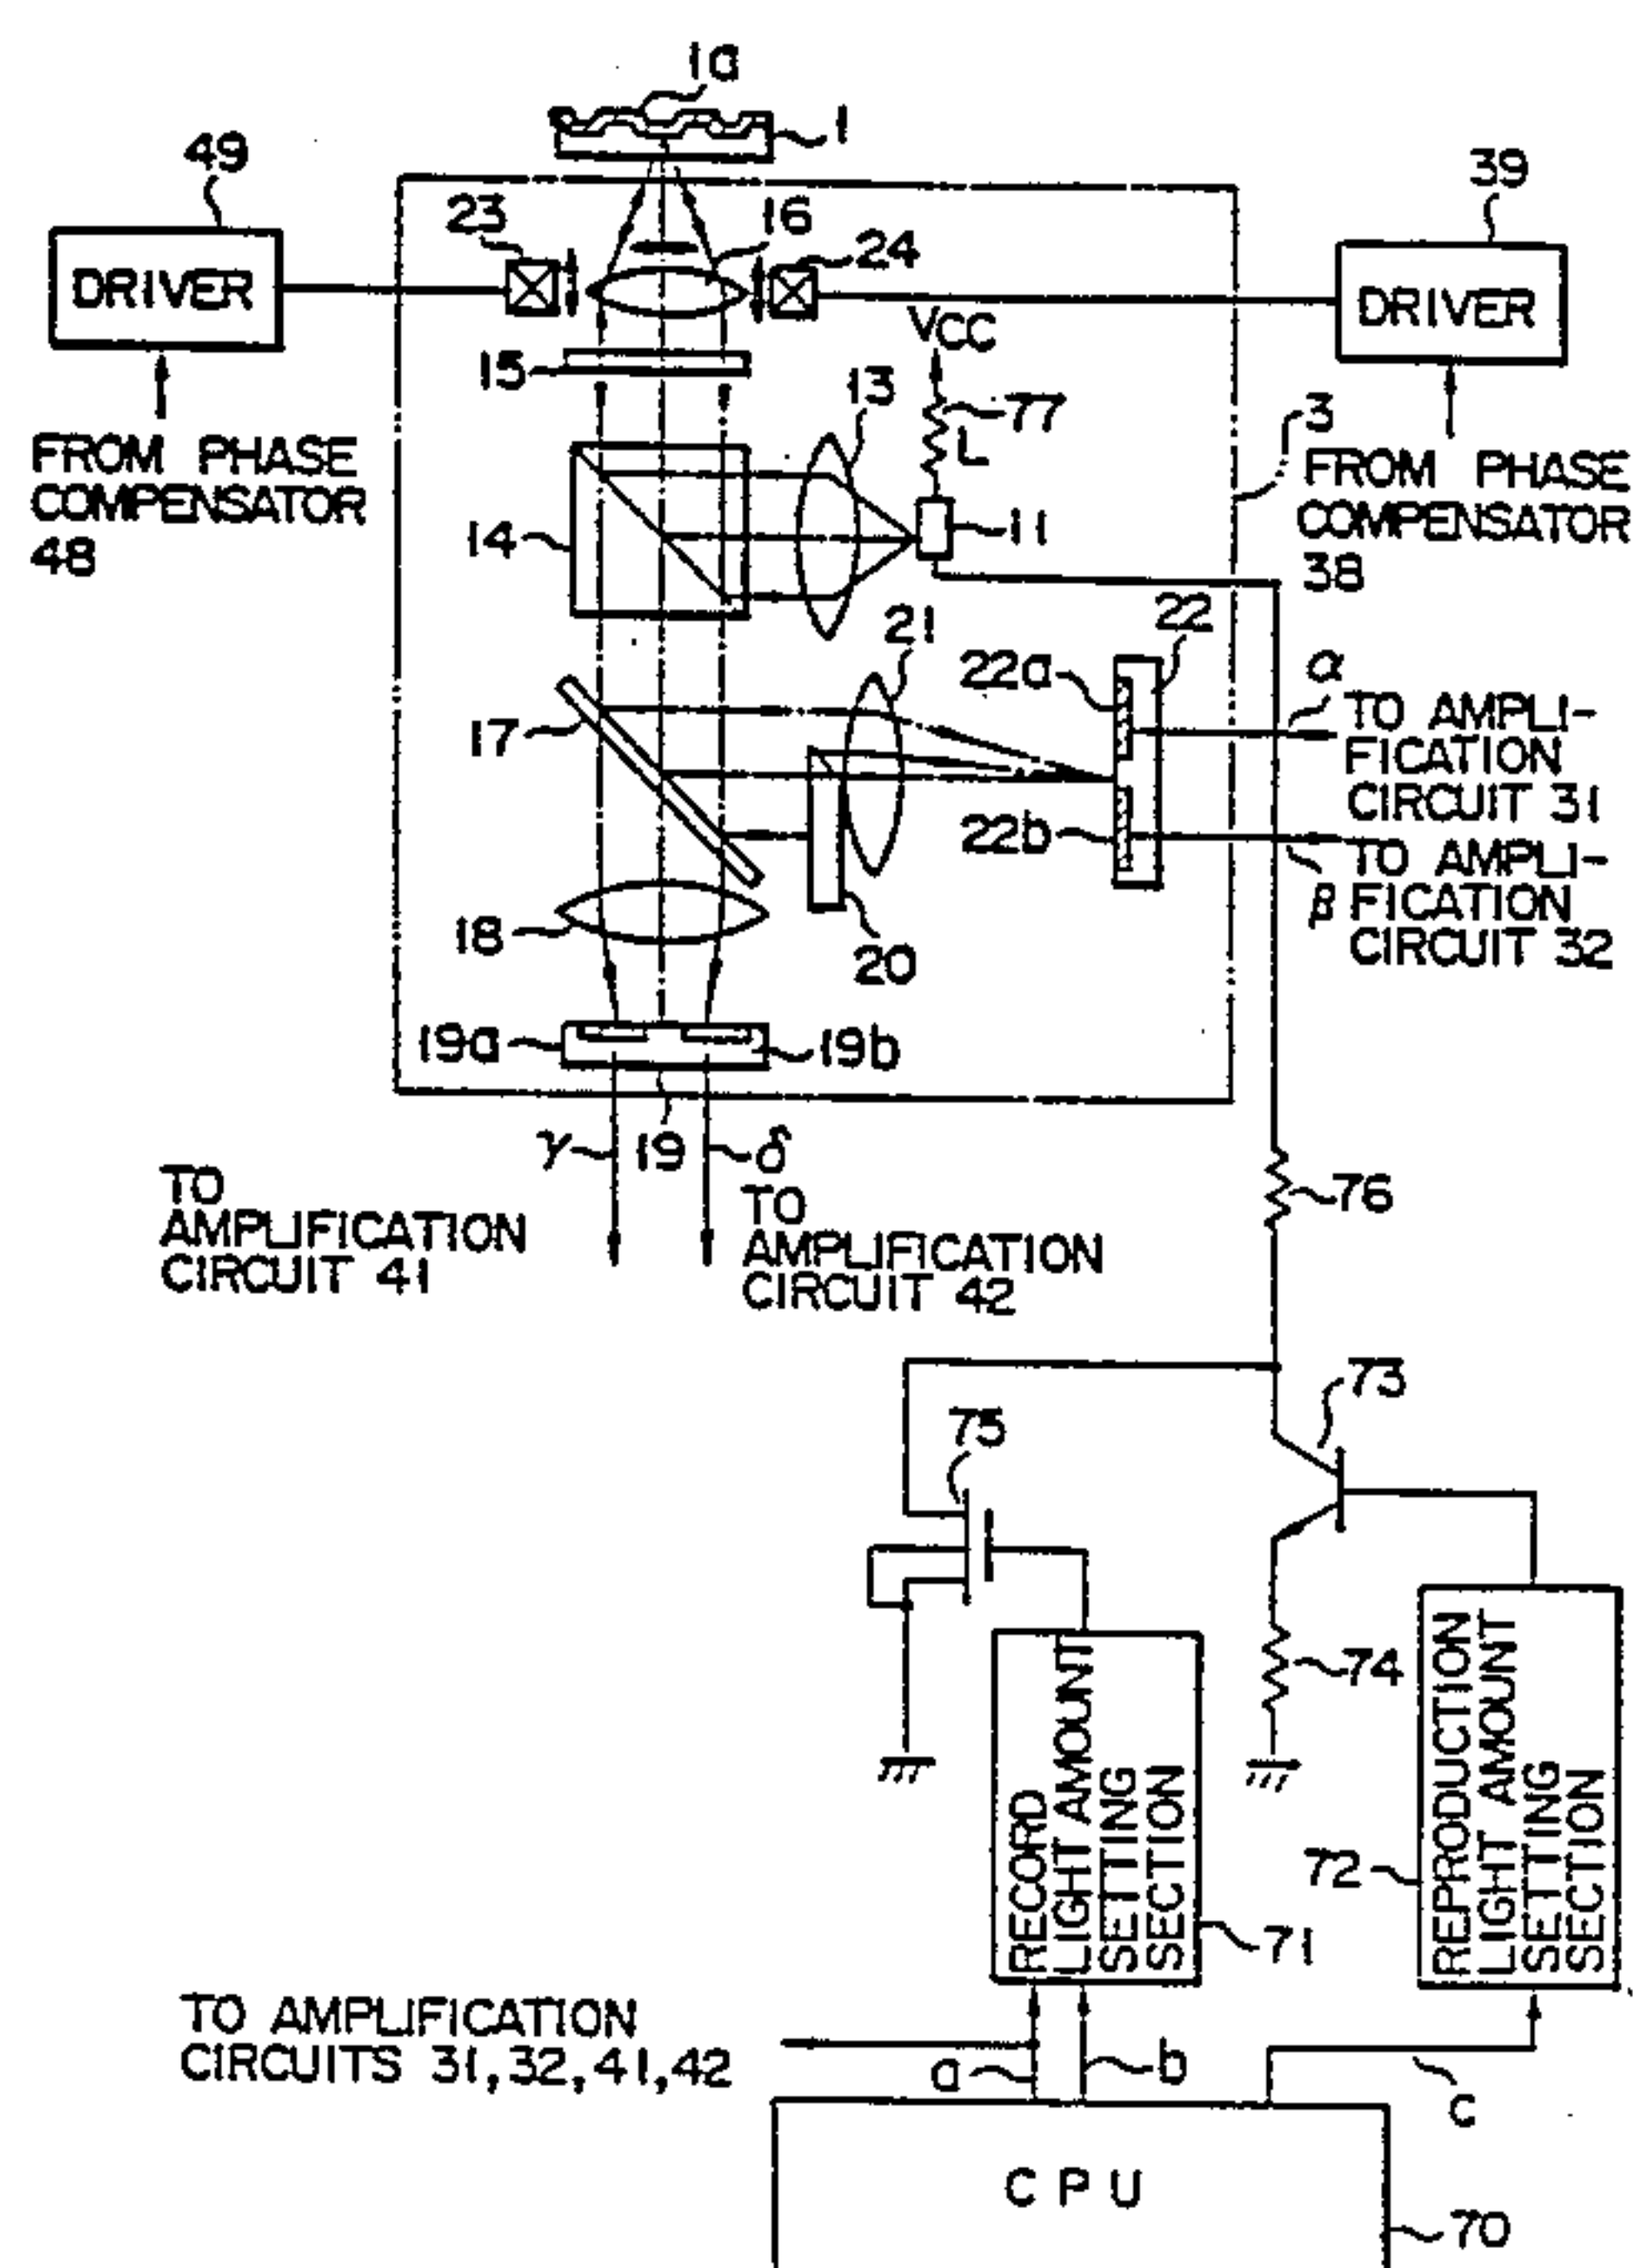 1a
1
49
23
16
24
39
DRIVER
DRIVER
VCC
15
13
77
L
3
FROM PHASE
COMPENSATOR
48
FROM PHASE
COMPENSATOR
38
14
11
21
22
22a
α
TO AMPLI-
FICATION
CIRCUIT 31
17
22b
TO AMPLI-
β FICATION
CIRCUIT 32
18
20
19a
19b
γ
19
δ
TO
AMPLIFICATION
CIRCUIT 41
TO
AMPLIFICATION
CIRCUIT 42
76
73
75
74
RECORD
LIGHT AMOUNT
SETTING
SECTION
71
REPRODUCTION
LIGHT AMOUNT
SETTING
SECTION
72
TO AMPLIFICATION
CIRCUITS 31,32,41,42
a
b
c
CPU
70